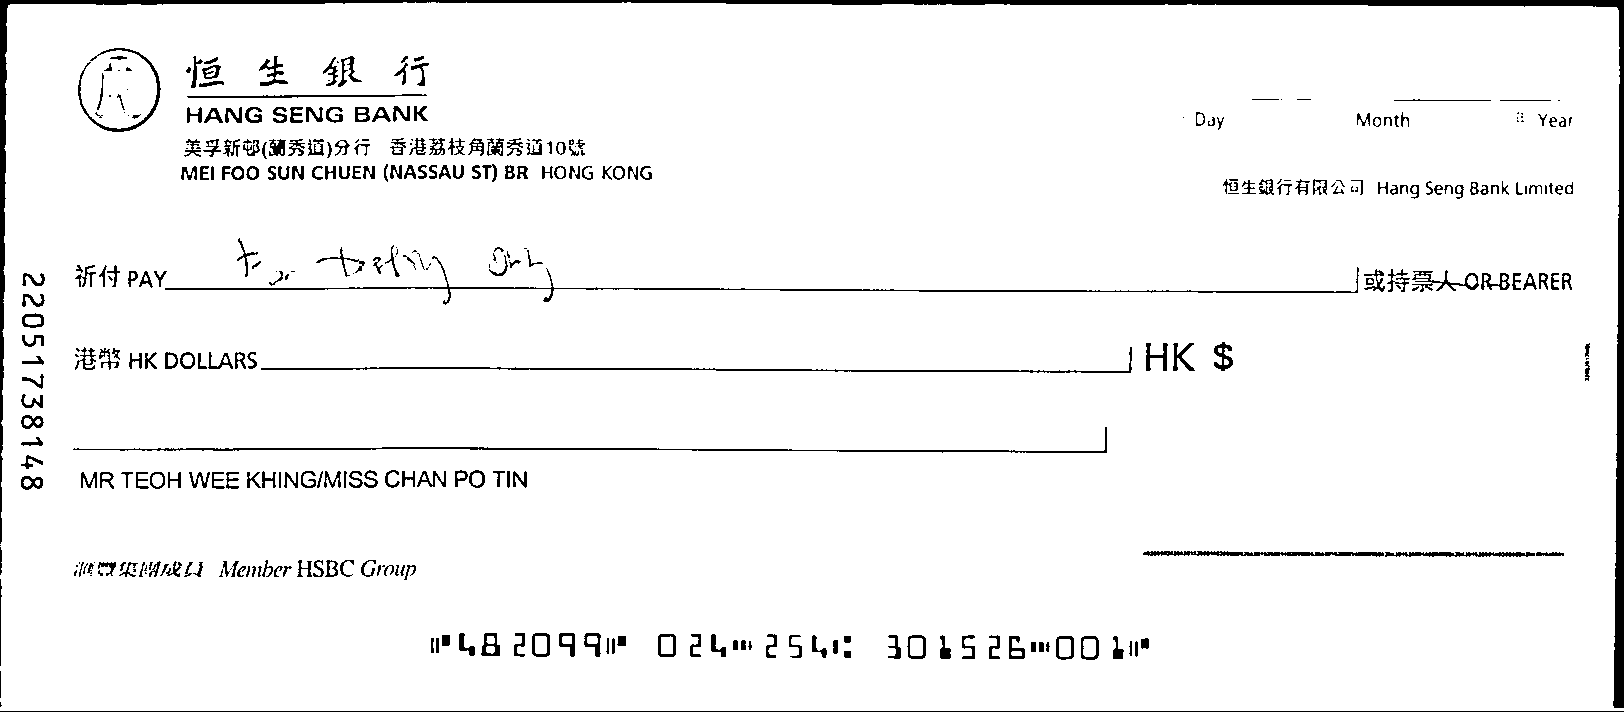 恒生銀行
HANG SENG BANK
美孚新邨(蘭秀道)分行 香港荔枝角蘭秀道10號
MEI FOO SUN CHUEN (NASSAU ST) BR HONG KONG
Day Month Year
恒生銀行有限公司 Hang Seng Bank Limited
祈付 PAY For testing only 或持票人 OR BEARER
港幣 HK DOLLARS HK $
MR TEOH WEE KHING/MISS CHAN PO TIN
滙豐集團成員 Member HSBC Group
⑈482099⑈ 024⑉254⑆ 301526⑉001⑈
22051738148